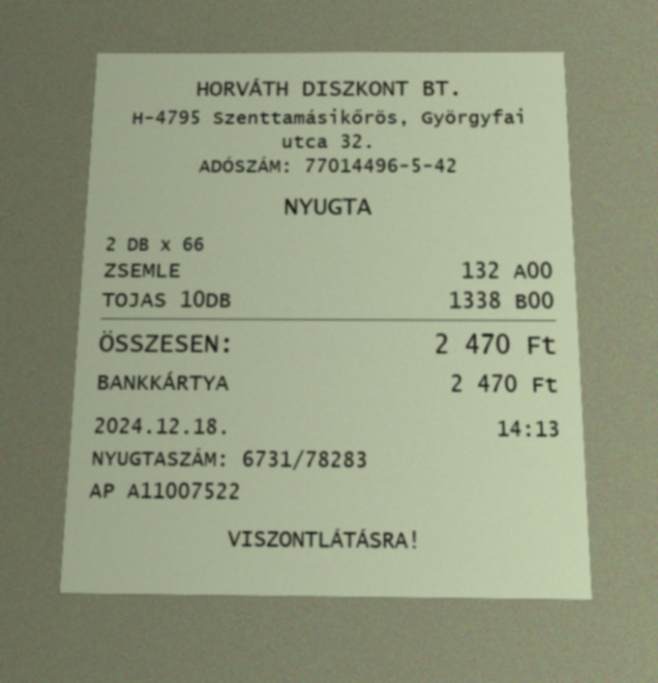 HORVÁTH DISZKONT BT.
H-4795 Szenttamásikőrös, Györgyfai
utca 32.
ADÓSZÁM: 77014496-5-42
NYUGTA
2 DB x 66
ZSEMLE 132 A00
TOJAS 10DB 1338 B00
ÖSSZESEN: 2 470 Ft
BANKKÁRTYA 2 470 Ft
2024.12.18. 14:13
NYUGTASZÁM: 6731/78283
AP A11007522
VISZONTLÁTÁSRA!